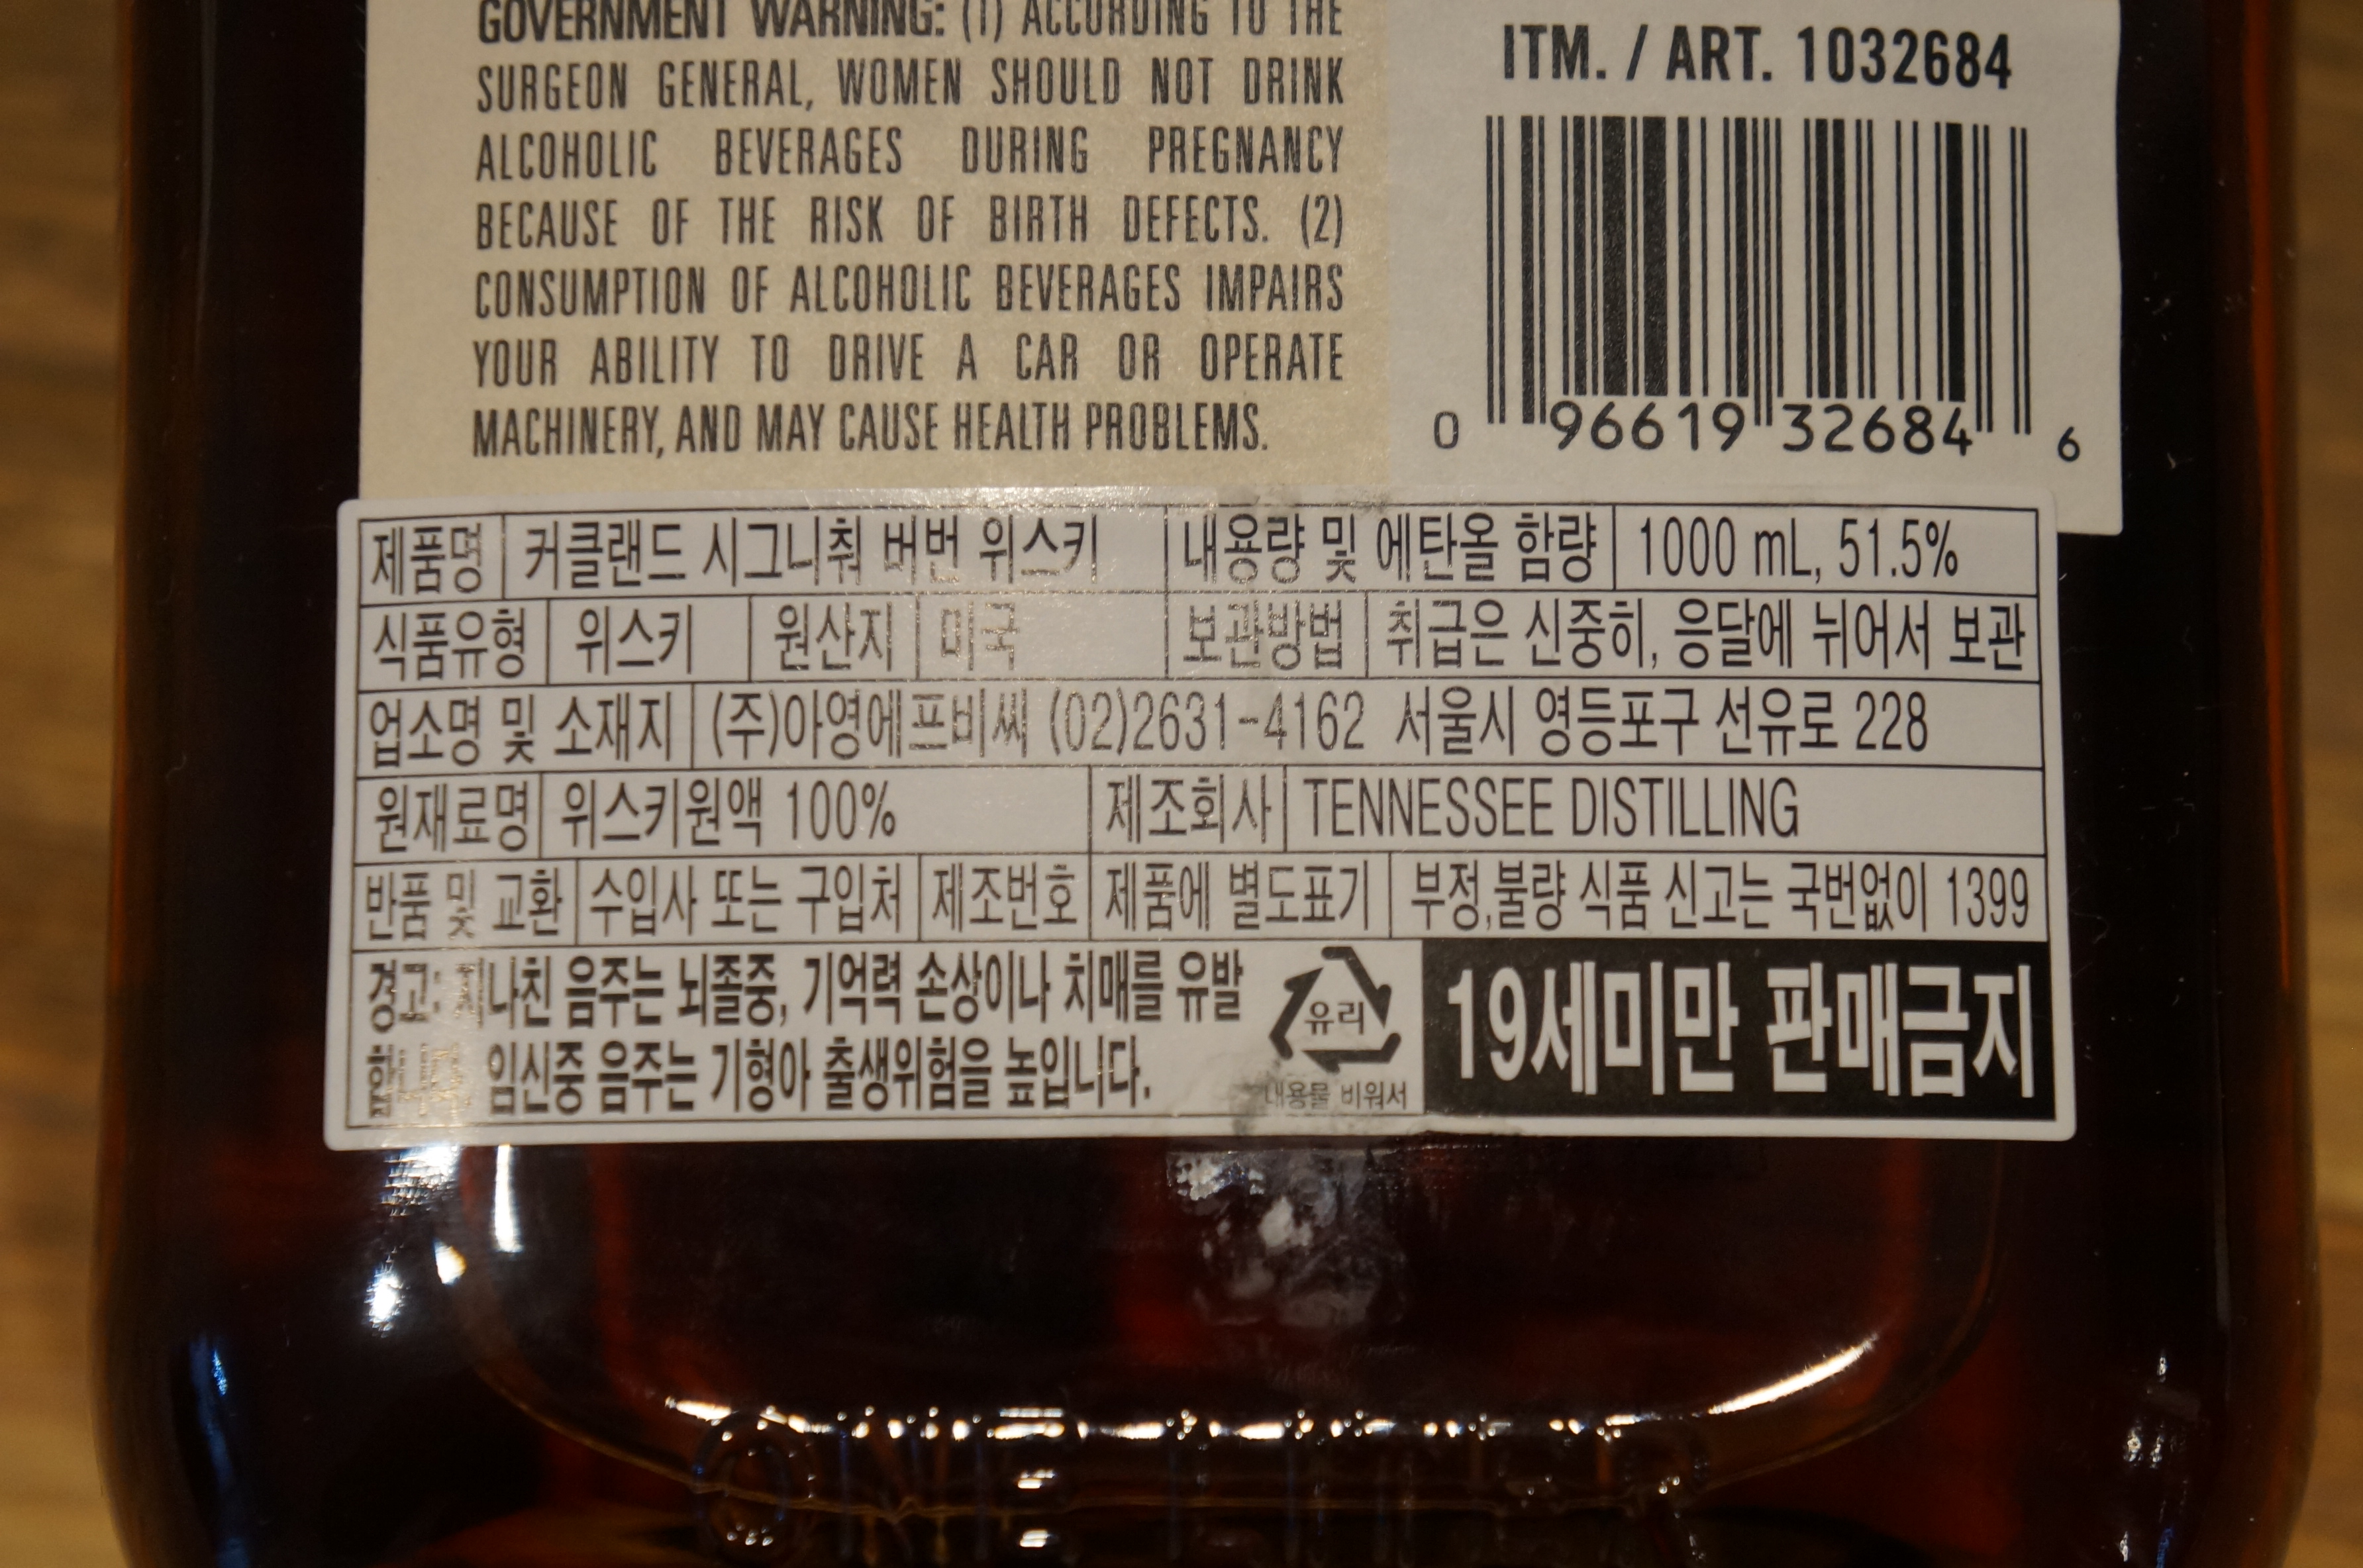 GOVERNMENT WARNING: (1) ACCORDING TO THE
SURGEON GENERAL, WOMEN SHOULD NOT DRINK
ALCOHOLIC BEVERAGES DURING PREGNANCY
BECAUSE OF THE RISK OF BIRTH DEFECTS. (2)
CONSUMPTION OF ALCOHOLIC BEVERAGES IMPAIRS
YOUR ABILITY TO DRIVE A CAR OR OPERATE
MACHINERY, AND MAY CAUSE HEALTH PROBLEMS.
ITM. / ART. 1032684
0 96619 32684 6
제품명 커클랜드 시그니춰 버번 위스키 내용량 및 에탄올 함량 1000 mL, 51.5%
식품유형 위스키 원산지 미국 보관방법 취급은 신중히, 응달에 뉘어서 보관
업소명 및 소재지 (주)아영에프비씨 (02)2631-4162 서울시 영등포구 선유로 228
원재료명 위스키원액 100% 제조회사 TENNESSEE DISTILLING
반품 및 교환 수입사 또는 구입처 제조번호 제품에 별도표기 부정,불량 식품 신고는 국번없이 1399
경고: 지나친 음주는 뇌졸중, 기억력 손상이나 치매를 유발
임신중 음주는 기형아 출생위험을 높입니다.
유리
내용물 비워서
19세미만 판매금지